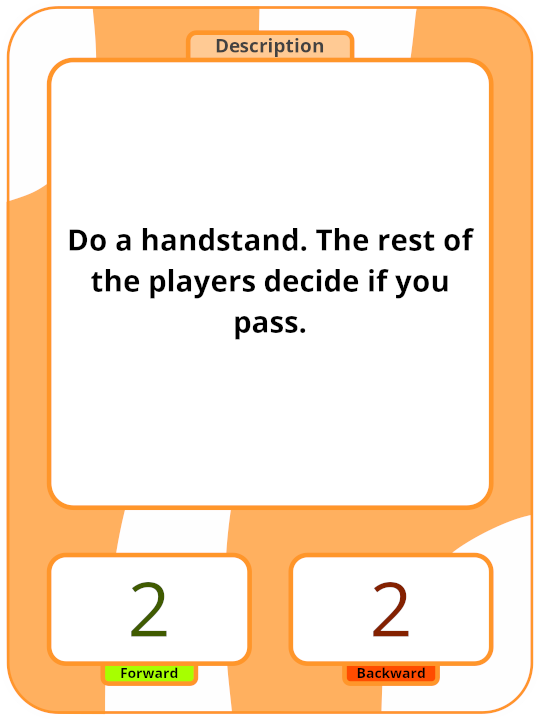 Description
Do a handstand. The rest of
the players decide if you
pass.
2
2
Forward
Backward